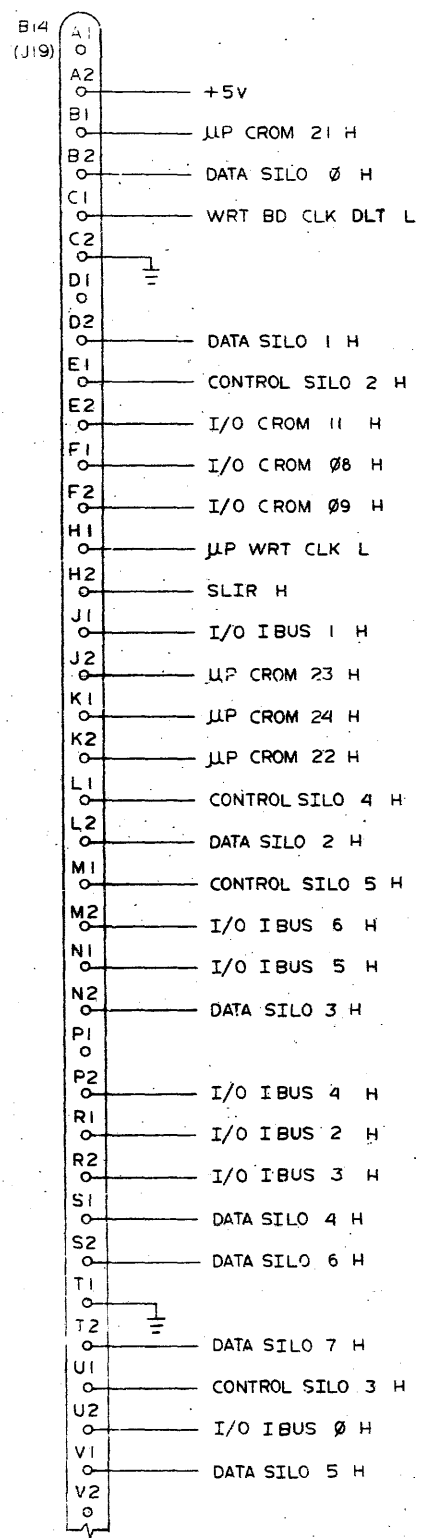 B14
(J19)
A1
A2 +5V
B1 µP CROM 21 H
B2 DATA SILO Ø H
C1 WRT BD CLK DLT L
C2
D1
D2 DATA SILO 1 H
E1 CONTROL SILO 2 H
E2 I/O CROM 11 H
F1 I/O CROM Ø8 H
F2 I/O CROM Ø9 H
H1 µP WRT CLK L
H2 SLIR H
J1 I/O IBUS 1 H
J2 µP CROM 23 H
K1 µP CROM 24 H
K2 µP CROM 22 H
L1 CONTROL SILO 4 H
L2 DATA SILO 2 H
M1 CONTROL SILO 5 H
M2 I/O IBUS 6 H
N1 I/O IBUS 5 H
N2 DATA SILO 3 H
P1
P2 I/O IBUS 4 H
R1 I/O IBUS 2 H
R2 I/O IBUS 3 H
S1 DATA SILO 4 H
S2 DATA SILO 6 H
T1
T2 DATA SILO 7 H
U1 CONTROL SILO 3 H
U2 I/O IBUS Ø H
V1 DATA SILO 5 H
V2